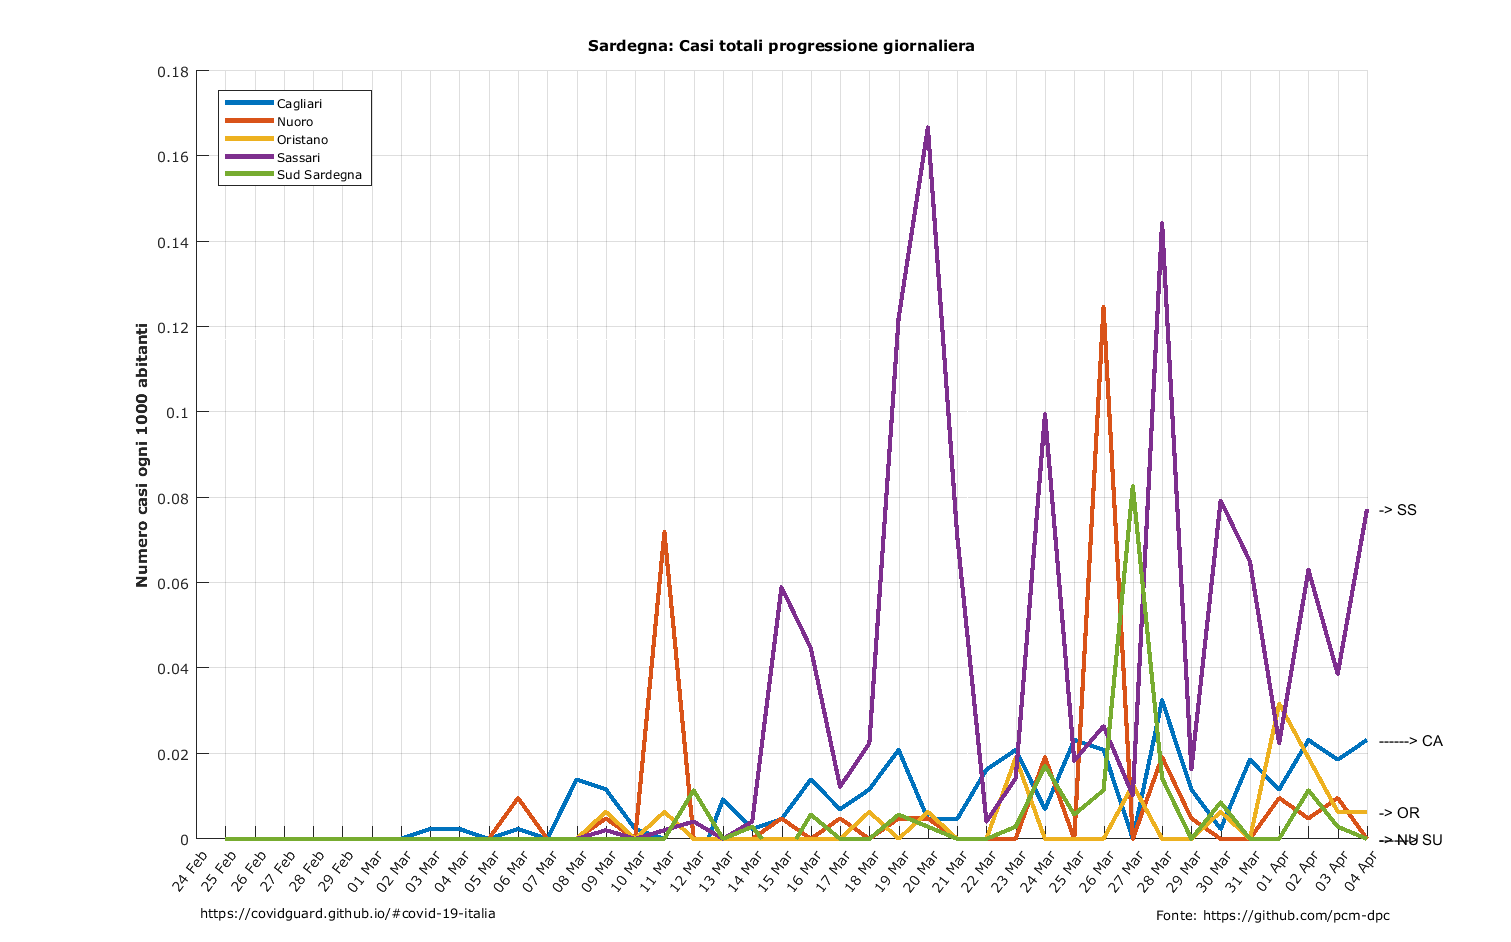 Sardegna: Casi totali progressione giornaliera
0.18
0.16
0.14
0.12
0.1
0.08
0.06
0.04
0.02
0
Numero casi ogni 1000 abitanti
Cagliari
Nuoro
Oristano
Sassari
Sud Sardegna
-> SS
------> CA
-> OR
-> NU
SU
24 Feb
25 Feb
26 Feb
27 Feb
28 Feb
29 Feb
01 Mar
02 Mar
03 Mar
04 Mar
05 Mar
06 Mar
07 Mar
08 Mar
09 Mar
10 Mar
11 Mar
12 Mar
13 Mar
14 Mar
15 Mar
16 Mar
17 Mar
18 Mar
19 Mar
20 Mar
21 Mar
22 Mar
23 Mar
24 Mar
25 Mar
26 Mar
27 Mar
28 Mar
29 Mar
30 Mar
31 Mar
01 Apr
02 Apr
03 Apr
04 Apr
https://covidguard.github.io/#covid-19-italia
Fonte: https://github.com/pcm-dpc